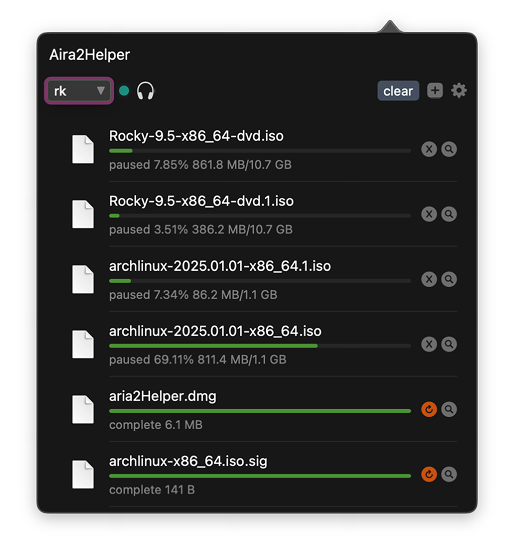 Aira2Helper
rk
clear
Rocky-9.5-x86_64-dvd.iso
paused 7.85% 861.8 MB/10.7 GB
Rocky-9.5-x86_64-dvd.1.iso
paused 3.51% 386.2 MB/10.7 GB
archlinux-2025.01.01-x86_64.1.iso
paused 7.34% 86.2 MB/1.1 GB
archlinux-2025.01.01-x86_64.iso
paused 69.11% 811.4 MB/1.1 GB
aria2Helper.dmg
complete 6.1 MB
archlinux-x86_64.iso.sig
complete 141 B